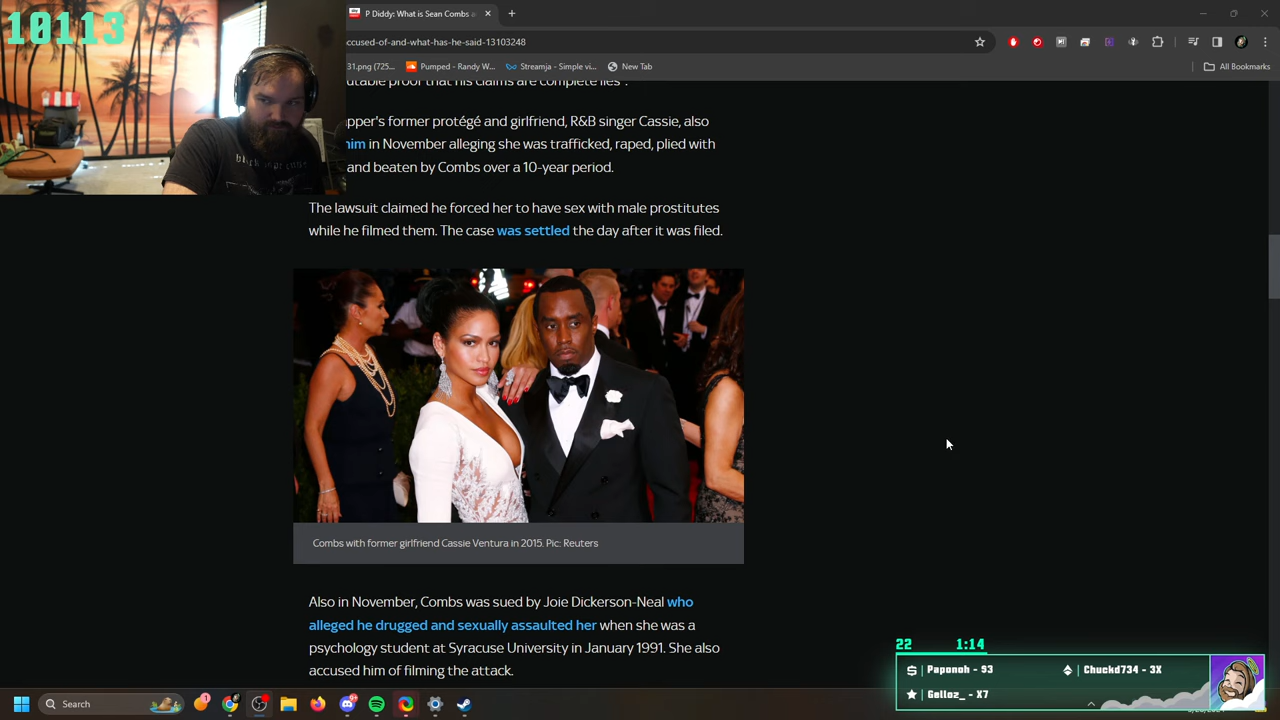 10113
P Diddy: What is Sean Combs a
ccused-of-and-what-has-he-said-13103248
31.png (725...
Pumped - Randy W...
Streamja - Simple vi...
New Tab
All Bookmarks
utable proof that his claims are complete lies".
apper's former protégé and girlfriend, R&B singer Cassie, also
him in November alleging she was trafficked, raped, plied with
and beaten by Combs over a 10-year period.
The lawsuit claimed he forced her to have sex with male prostitutes
while he filmed them. The case was settled the day after it was filed.
Combs with former girlfriend Cassie Ventura in 2015. Pic: Reuters
Also in November, Combs was sued by Joie Dickerson-Neal who
alleged he drugged and sexually assaulted her when she was a
psychology student at Syracuse University in January 1991. She also
accused him of filming the attack.
22 1:14
Paponoh - $3
Chuckd734 - 3X
Golloz_ - X7
Search